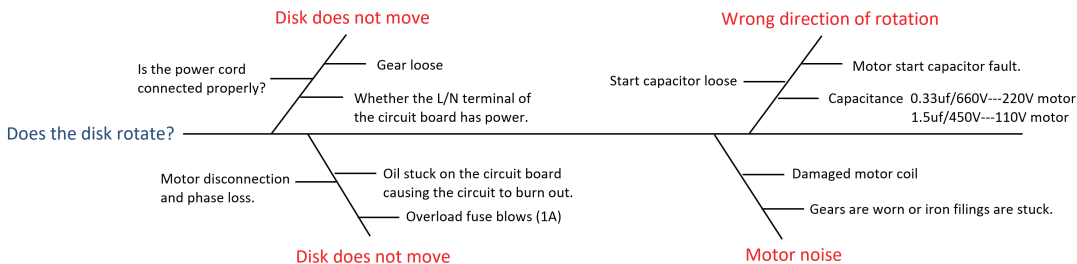 Disk does not move
Wrong direction of rotation
Is the power cord
connected properly?
Gear loose
Whether the L/N terminal of
the circuit board has power.
Start capacitor loose
Motor start capacitor fault.
Capacitance 0.33uf/660V---220V motor
1.5uf/450V---110V motor
Does the disk rotate?
Motor disconnection
and phase loss.
Oil stuck on the circuit board
causing the circuit to burn out.
Overload fuse blows (1A)
Damaged motor coil
Gears are worn or iron filings are stuck.
Disk does not move
Motor noise